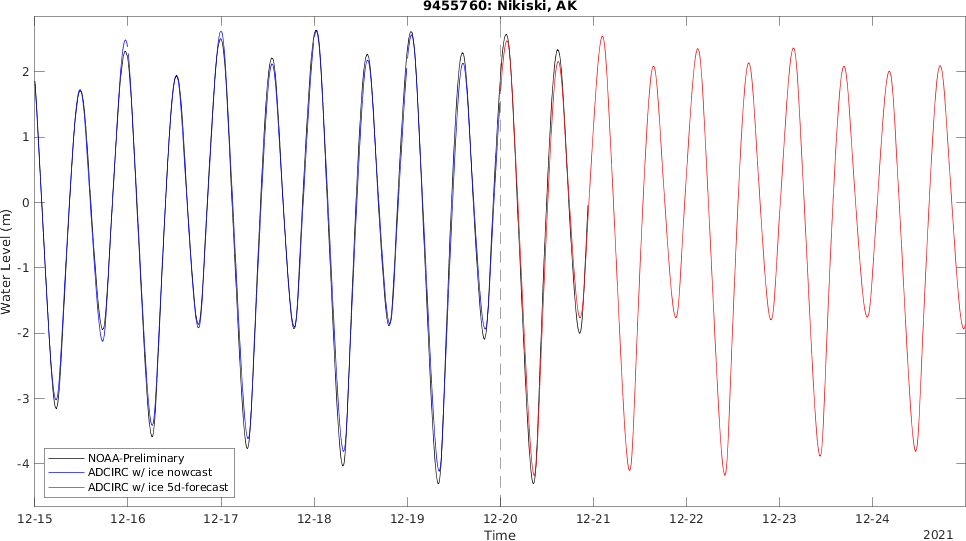 9455760: Nikiski, AK
Water Level (m)
2
1
0
-1
-2
-3
-4
NOAA-Preliminary
ADCIRC w/ ice nowcast
ADCIRC w/ ice 5d-forecast
12-15 12-16 12-17 12-18 12-19 12-20 12-21 12-22 12-23 12-24
Time
2021